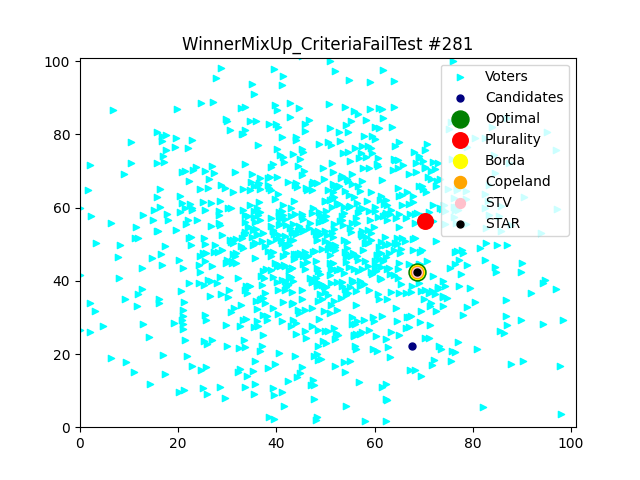 WinnerMixUp_CriteriaFailTest #281
100
80
60
40
20
0
0
20
40
60
80
100
Voters
Candidates
Optimal
Plurality
Borda
Copeland
STV
STAR